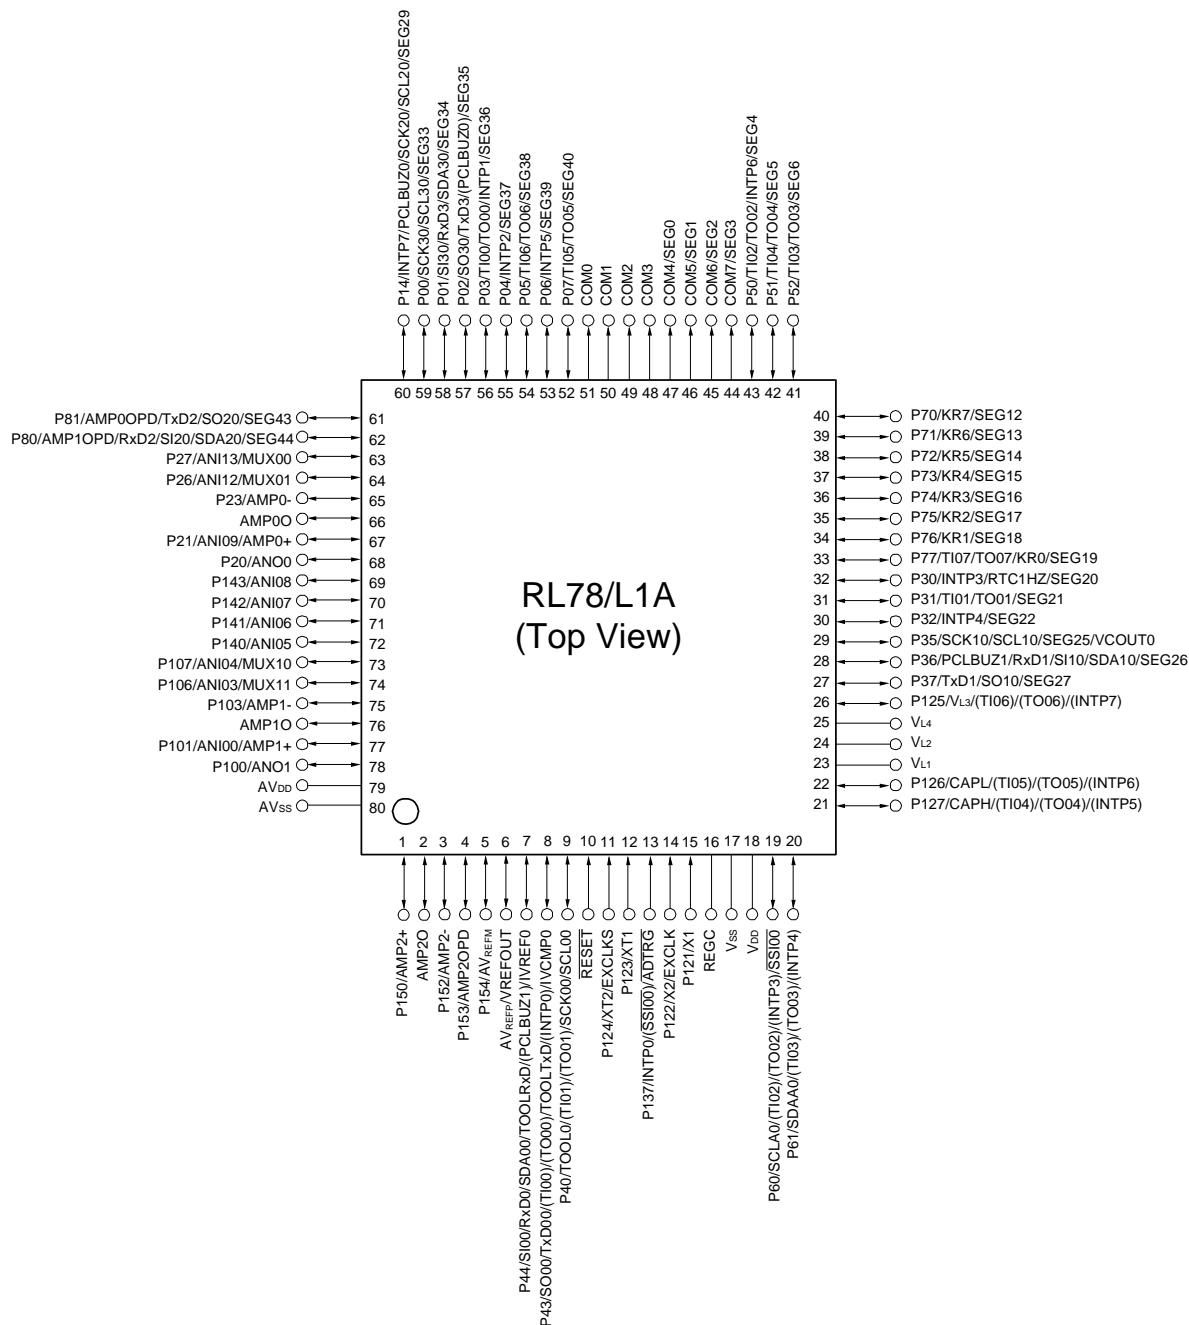 P14/INTP7/PCLBUZ0/SCK20/SCL20/SEG29
P00/SCK30/SCL30/SEG33
P01/SI30/RxD3/SDA30/SEG34
P02/SO30/TxD3/(PCLBUZ0)/SEG35
P03/TI00/TO00/INTP1/SEG36
P04/INTP2/SEG37
P05/TI06/TO06/SEG38
P06/INTP5/SEG39
P07/TI05/TO05/SEG40
COM0
COM1
COM2
COM3
COM4/SEG0
COM5/SEG1
COM6/SEG2
COM7/SEG3
P50/TI02/TO02/INTP6/SEG4
P51/TI04/TO04/SEG5
P52/TI03/TO03/SEG6
60 59 58 57 56 55 54 53 52 51 50 49 48 47 46 45 44 43 42 41
P81/AMP0OPD/TxD2/SO20/SEG43 61
P80/AMP1OPD/RxD2/SI20/SDA20/SEG44 62
P27/ANI13/MUX00 63
P26/ANI12/MUX01 64
P23/AMP0- 65
AMP0O 66
P21/ANI09/AMP0+ 67
P20/ANO0 68
P143/ANI08 69
P142/ANI07 70
P141/ANI06 71
P140/ANI05 72
P107/ANI04/MUX10 73
P106/ANI03/MUX11 74
P103/AMP1- 75
AMP1O 76
P101/ANI00/AMP1+ 77
P100/ANO1 78
AVDD 79
AVSS 80
RL78/L1A
(Top View)
40 P70/KR7/SEG12
39 P71/KR6/SEG13
38 P72/KR5/SEG14
37 P73/KR4/SEG15
36 P74/KR3/SEG16
35 P75/KR2/SEG17
34 P76/KR1/SEG18
33 P77/TI07/TO07/KR0/SEG19
32 P30/INTP3/RTC1HZ/SEG20
31 P31/TI01/TO01/SEG21
30 P32/INTP4/SEG22
29 P35/SCK10/SCL10/SEG25/VCOUT0
28 P36/PCLBUZ1/RxD1/SI10/SDA10/SEG26
27 P37/TxD1/SO10/SEG27
26 P125/VL3/(TI06)/(TO06)/(INTP7)
25 VL4
24 VL2
23 VL1
22 P126/CAPL/(TI05)/(TO05)/(INTP6)
21 P127/CAPH/(TI04)/(TO04)/(INTP5)
1 2 3 4 5 6 7 8 9 10 11 12 13 14 15 16 17 18 19 20
P150/AMP2+
AMP2O
P152/AMP2-
P153/AMP2OPD
P154/AVREFM
AVREFP/VREFOUT
P44/SI00/RxD0/SDA00/TOOLRxD/(PCLBUZ1)/IVREF0
P43/SO00/TxD00/(TI00)/(TO00)/TOOLTxD/(INTP0)/IVCMP0
P40/TOOL0/(TI01)/(TO01)/SCK00/SCL00
RESET
P124/XT2/EXCLKS
P123/XT1
P137/INTP0/(SSI00)/ADTRG
P122/X2/EXCLK
P121/X1
REGC
VSS
VDD
P60/SCLA0/(TI02)/(TO02)/(INTP3)/SSI00
P61/SDAA0/(TI03)/(TO03)/(INTP4)